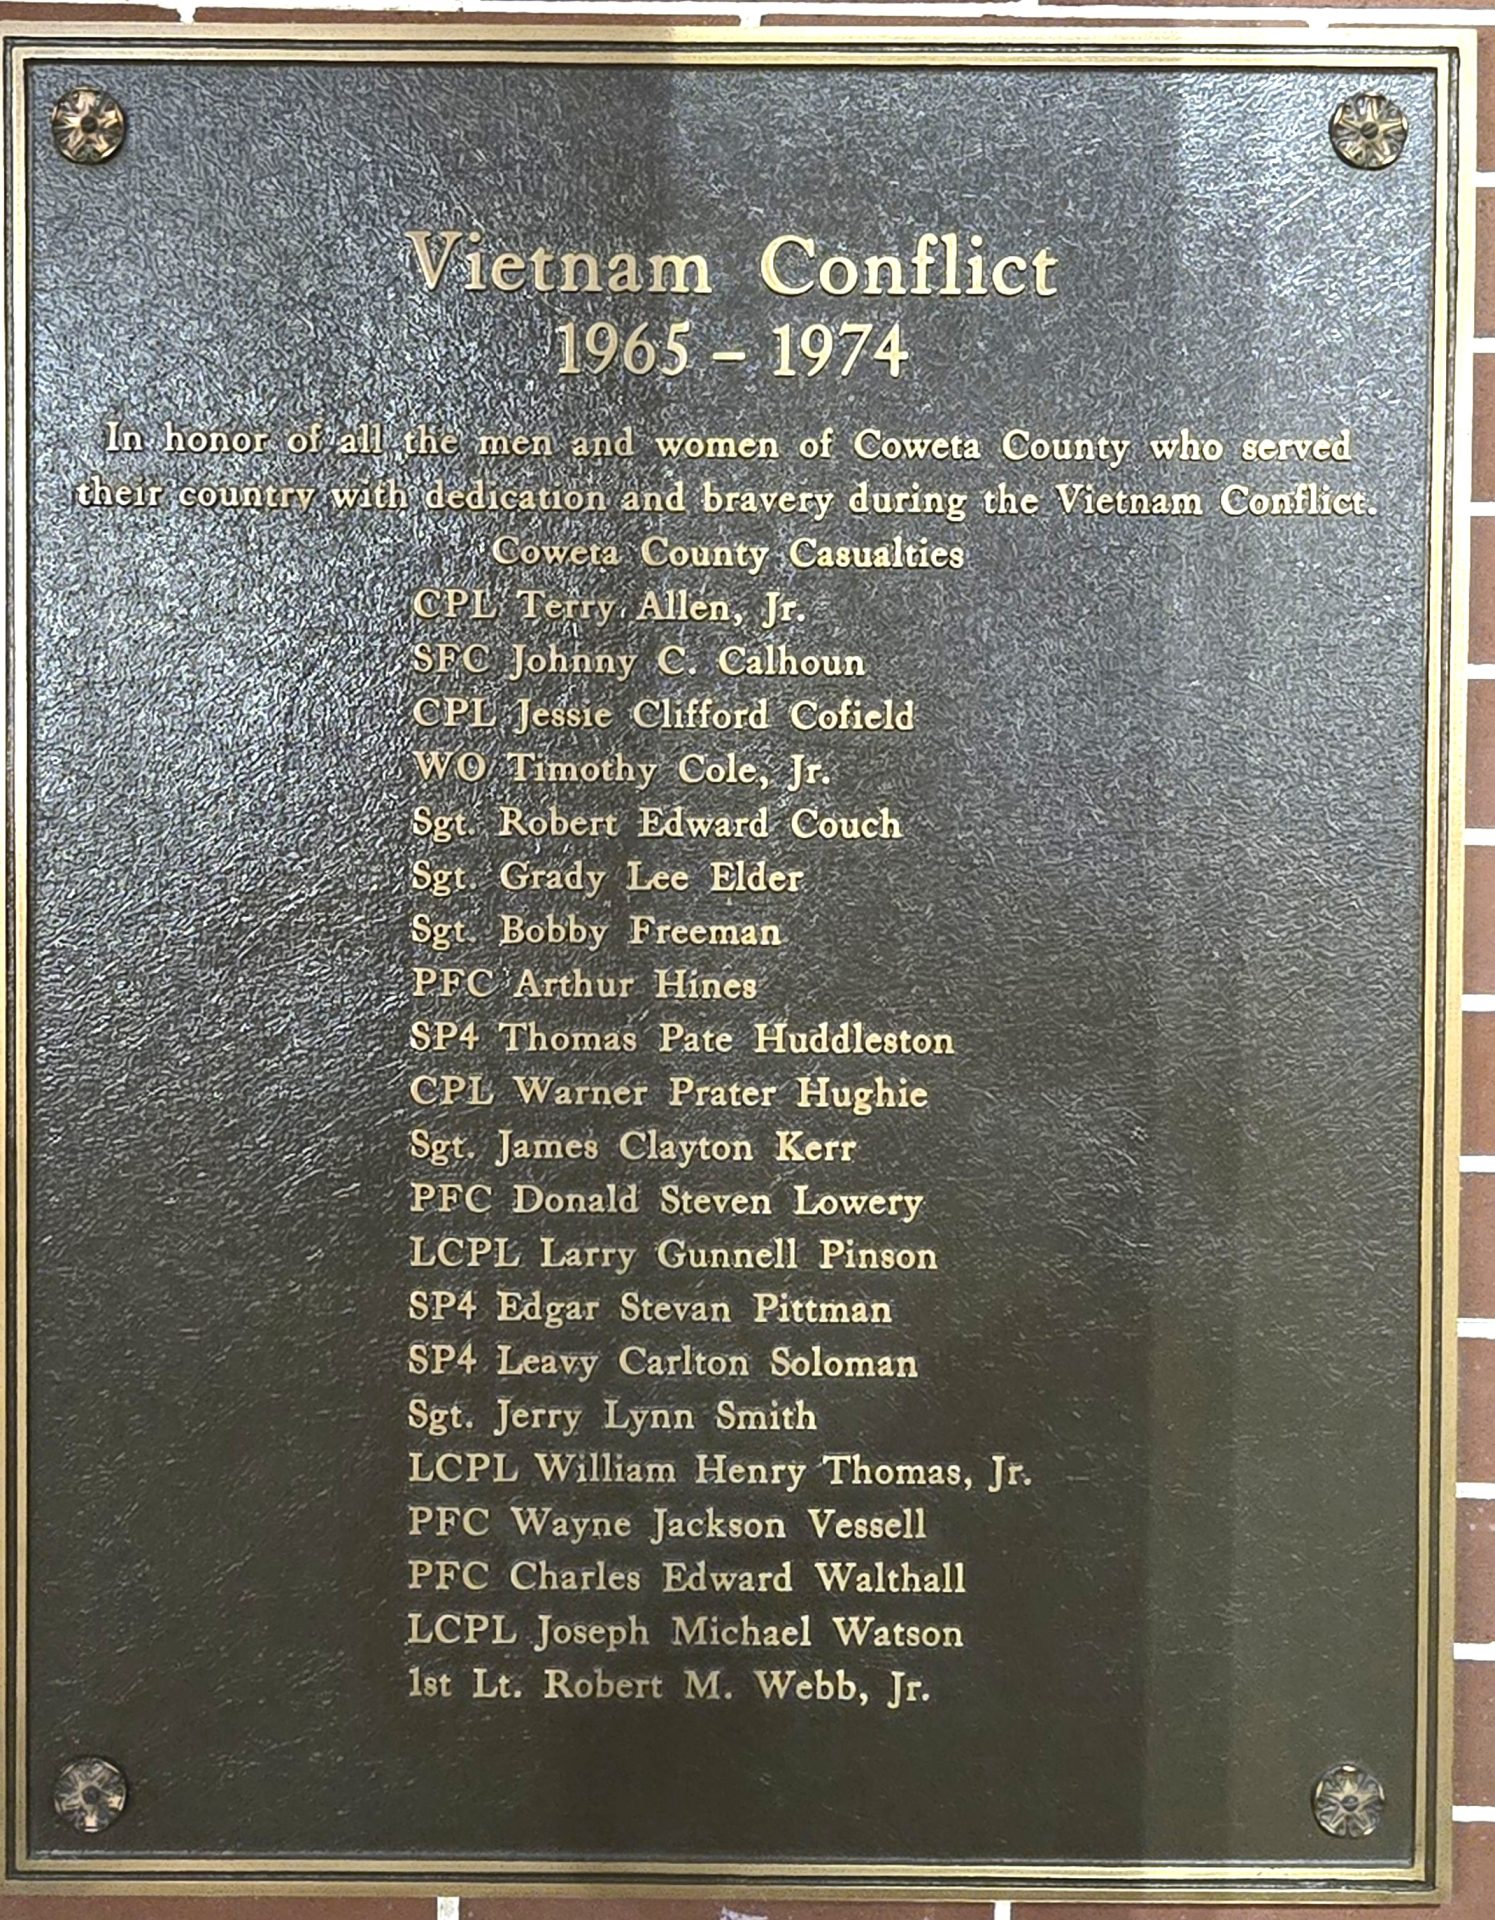 Vietnam Conflict
1965 – 1974
In honor of all the men and women of Coweta County who served
their country with dedication and bravery during the Vietnam Conflict.
Coweta County Casualties
CPL Terry Allen, Jr.
SFC Johnny C. Calhoun
CPL Jessie Clifford Cofield
WO Timothy Cole, Jr.
Sgt. Robert Edward Couch
Sgt. Grady Lee Elder
Sgt. Bobby Freeman
PFC Arthur Hines
SP4 Thomas Pate Huddleston
CPL Warner Prater Hughie
Sgt. James Clayton Kerr
PFC Donald Steven Lowery
LCPL Larry Gunnell Pinson
SP4 Edgar Stevan Pittman
SP4 Leavy Carlton Soloman
Sgt. Jerry Lynn Smith
LCPL William Henry Thomas, Jr.
PFC Wayne Jackson Vessell
PFC Charles Edward Walthall
LCPL Joseph Michael Watson
1st Lt. Robert M. Webb, Jr.